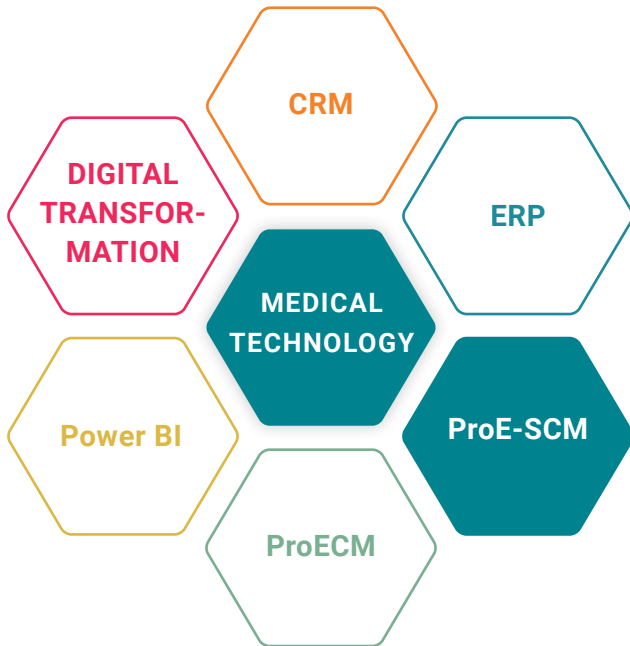 CRM
DIGITAL
TRANSFOR-
MATION
ERP
MEDICAL
TECHNOLOGY
Power BI
ProE-SCM
ProECM